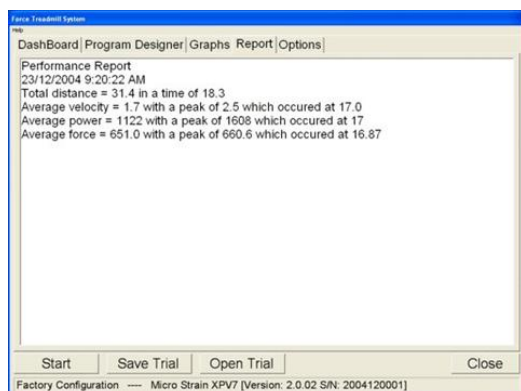 Force Treadmill System
Help
DashBoard Program Designer Graphs Report Options
Performance Report
23/12/2004 9:20:22 AM
Total distance = 31.4 in a time of 18.3
Average velocity = 1.7 with a peak of 2.5 which occured at 17.0
Average power = 1122 with a peak of 1608 which occured at 17
Average force = 651.0 with a peak of 660.6 which occured at 16.87
Start Save Trial Open Trial Close
Factory Configuration ---- Micro Strain XPV7 [Version: 2.0.02 S/N: 2004120001]